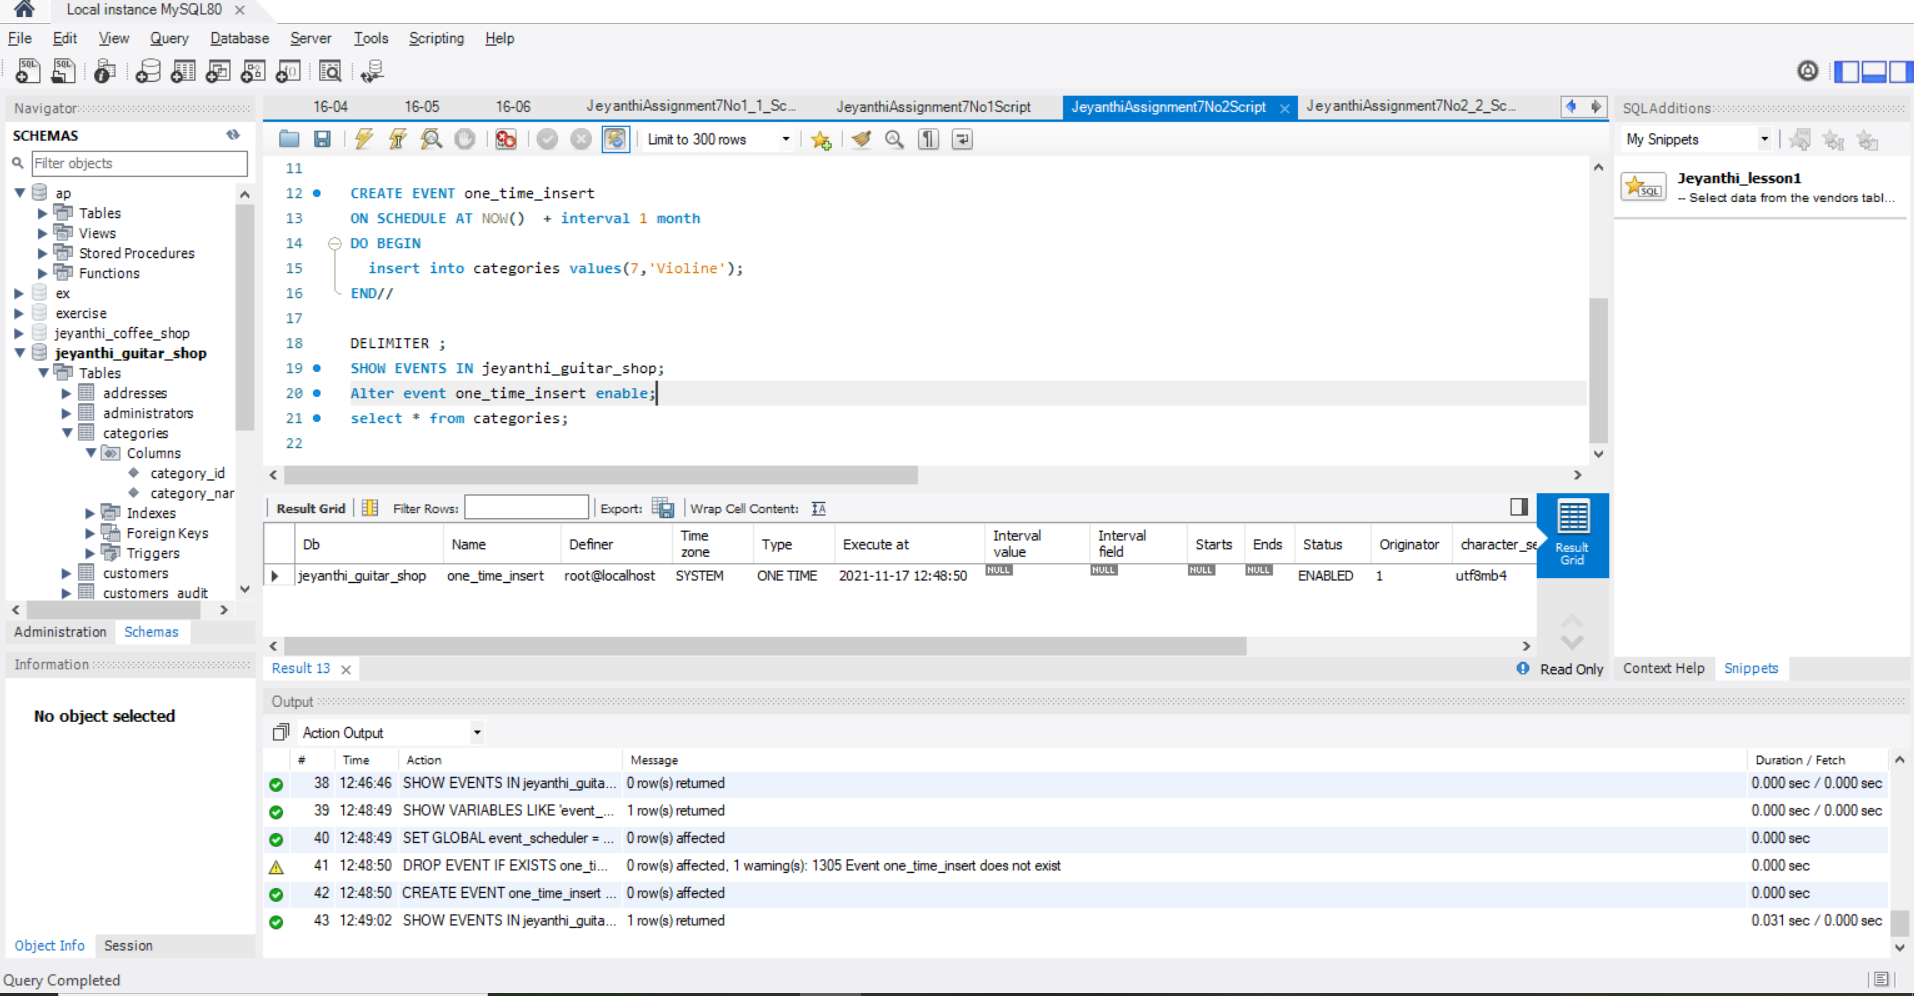 Local instance MySQL80 ×
File Edit View Query Database Server Tools Scripting Help
Navigator
SCHEMAS
Filter objects
ap
Tables
Views
Stored Procedures
Functions
ex
exercise
jeyanthi_coffee_shop
jeyanthi_guitar_shop
Tables
addresses
administrators
categories
Columns
category_id
category_nar
Indexes
Foreign Keys
Triggers
customers
customers_audit
Administration Schemas
Information
No object selected
Object Info Session
16-04 16-05 16-06 JeyanthiAssignment7No1_1_Sc... JeyanthiAssignment7No1Script JeyanthiAssignment7No2Script × JeyanthiAssignment7No2_2_Sc...
Limit to 300 rows
11
12 CREATE EVENT one_time_insert
13 ON SCHEDULE AT NOW() + interval 1 month
14 DO BEGIN
15 insert into categories values(7,'Violine');
16 END//
17
18 DELIMITER ;
19 SHOW EVENTS IN jeyanthi_guitar_shop;
20 Alter event one_time_insert enable;
21 select * from categories;
22
Result Grid Filter Rows: Export: Wrap Cell Content:
Db Name Definer Time zone Type Execute at Interval value Interval field Starts Ends Status Originator character_se
jeyanthi_guitar_shop one_time_insert root@localhost SYSTEM ONE TIME 2021-11-17 12:48:50 NULL NULL NULL NULL ENABLED 1 utf8mb4
Result Grid
Result 13 × Read Only
Output
Action Output
# Time Action Message Duration / Fetch
38 12:46:46 SHOW EVENTS IN jeyanthi_guita... 0 row(s) returned 0.000 sec / 0.000 sec
39 12:48:49 SHOW VARIABLES LIKE 'event_... 1 row(s) returned 0.000 sec / 0.000 sec
40 12:48:49 SET GLOBAL event_scheduler = ... 0 row(s) affected 0.000 sec
41 12:48:50 DROP EVENT IF EXISTS one_ti... 0 row(s) affected, 1 warning(s): 1305 Event one_time_insert does not exist 0.000 sec
42 12:48:50 CREATE EVENT one_time_insert ... 0 row(s) affected 0.000 sec
43 12:49:02 SHOW EVENTS IN jeyanthi_guita... 1 row(s) returned 0.031 sec / 0.000 sec
SQLAdditions
My Snippets
SQL
Jeyanthi_lesson1
-- Select data from the vendors tabl...
Context Help Snippets
Query Completed